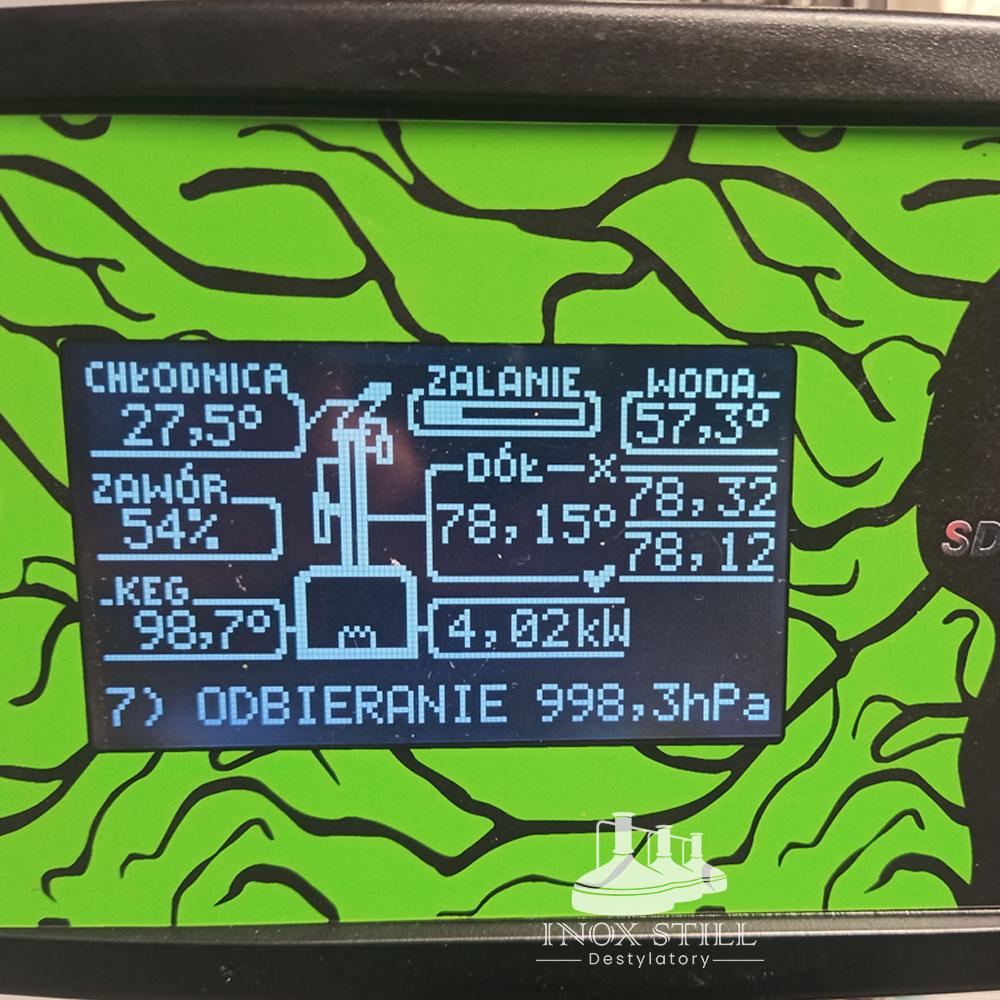 CHŁODNICA
27,5°
ZALANIE
WODA
57,3°
ZAWÓR
54%
DÓŁ X
78,15°
78,32
78,12
KEG
98,7°
4,02kW
7) ODBIERANIE 998,3hPa
SD
INOX STILL
Destylatory